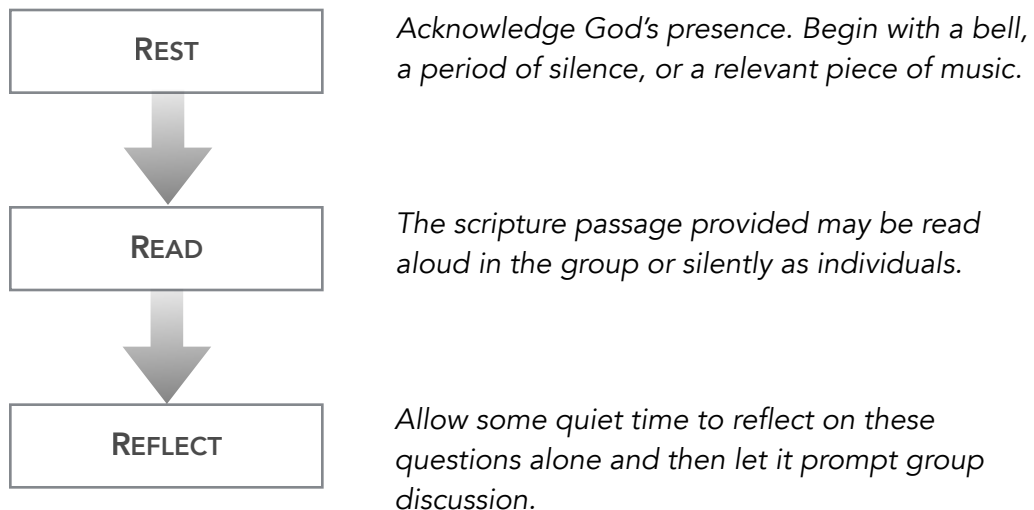 REST
Acknowledge God's presence. Begin with a bell,
a period of silence, or a relevant piece of music.
READ
The scripture passage provided may be read
aloud in the group or silently as individuals.
REFLECT
Allow some quiet time to reflect on these
questions alone and then let it prompt group
discussion.